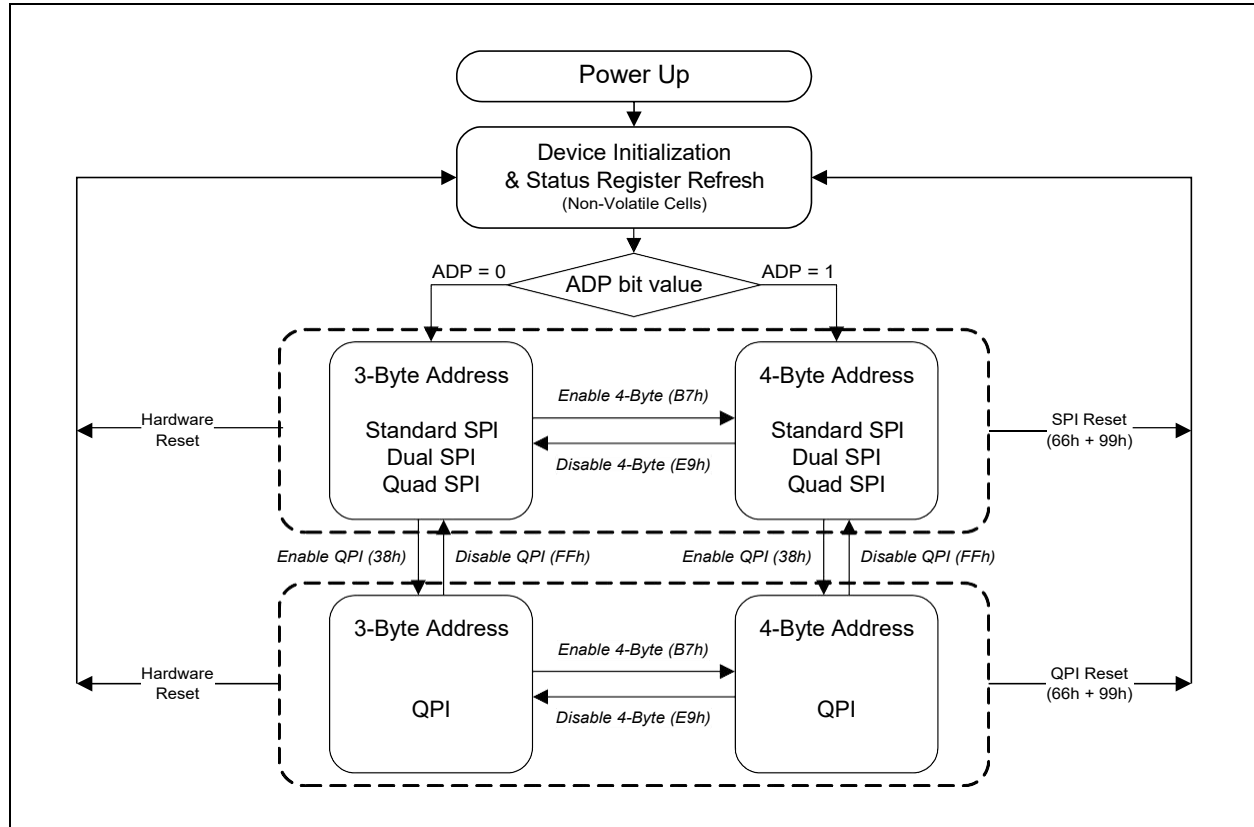 Power Up
Device Initialization
& Status Register Refresh
(Non-Volatile Cells)
ADP = 0
ADP bit value
ADP = 1
3-Byte Address
Standard SPI
Dual SPI
Quad SPI
Enable 4-Byte (B7h)
Disable 4-Byte (E9h)
4-Byte Address
Standard SPI
Dual SPI
Quad SPI
Hardware
Reset
SPI Reset
(66h + 99h)
Enable QPI (38h)
Disable QPI (FFh)
Enable QPI (38h)
Disable QPI (FFh)
3-Byte Address
QPI
Enable 4-Byte (B7h)
Disable 4-Byte (E9h)
4-Byte Address
QPI
Hardware
Reset
QPI Reset
(66h + 99h)